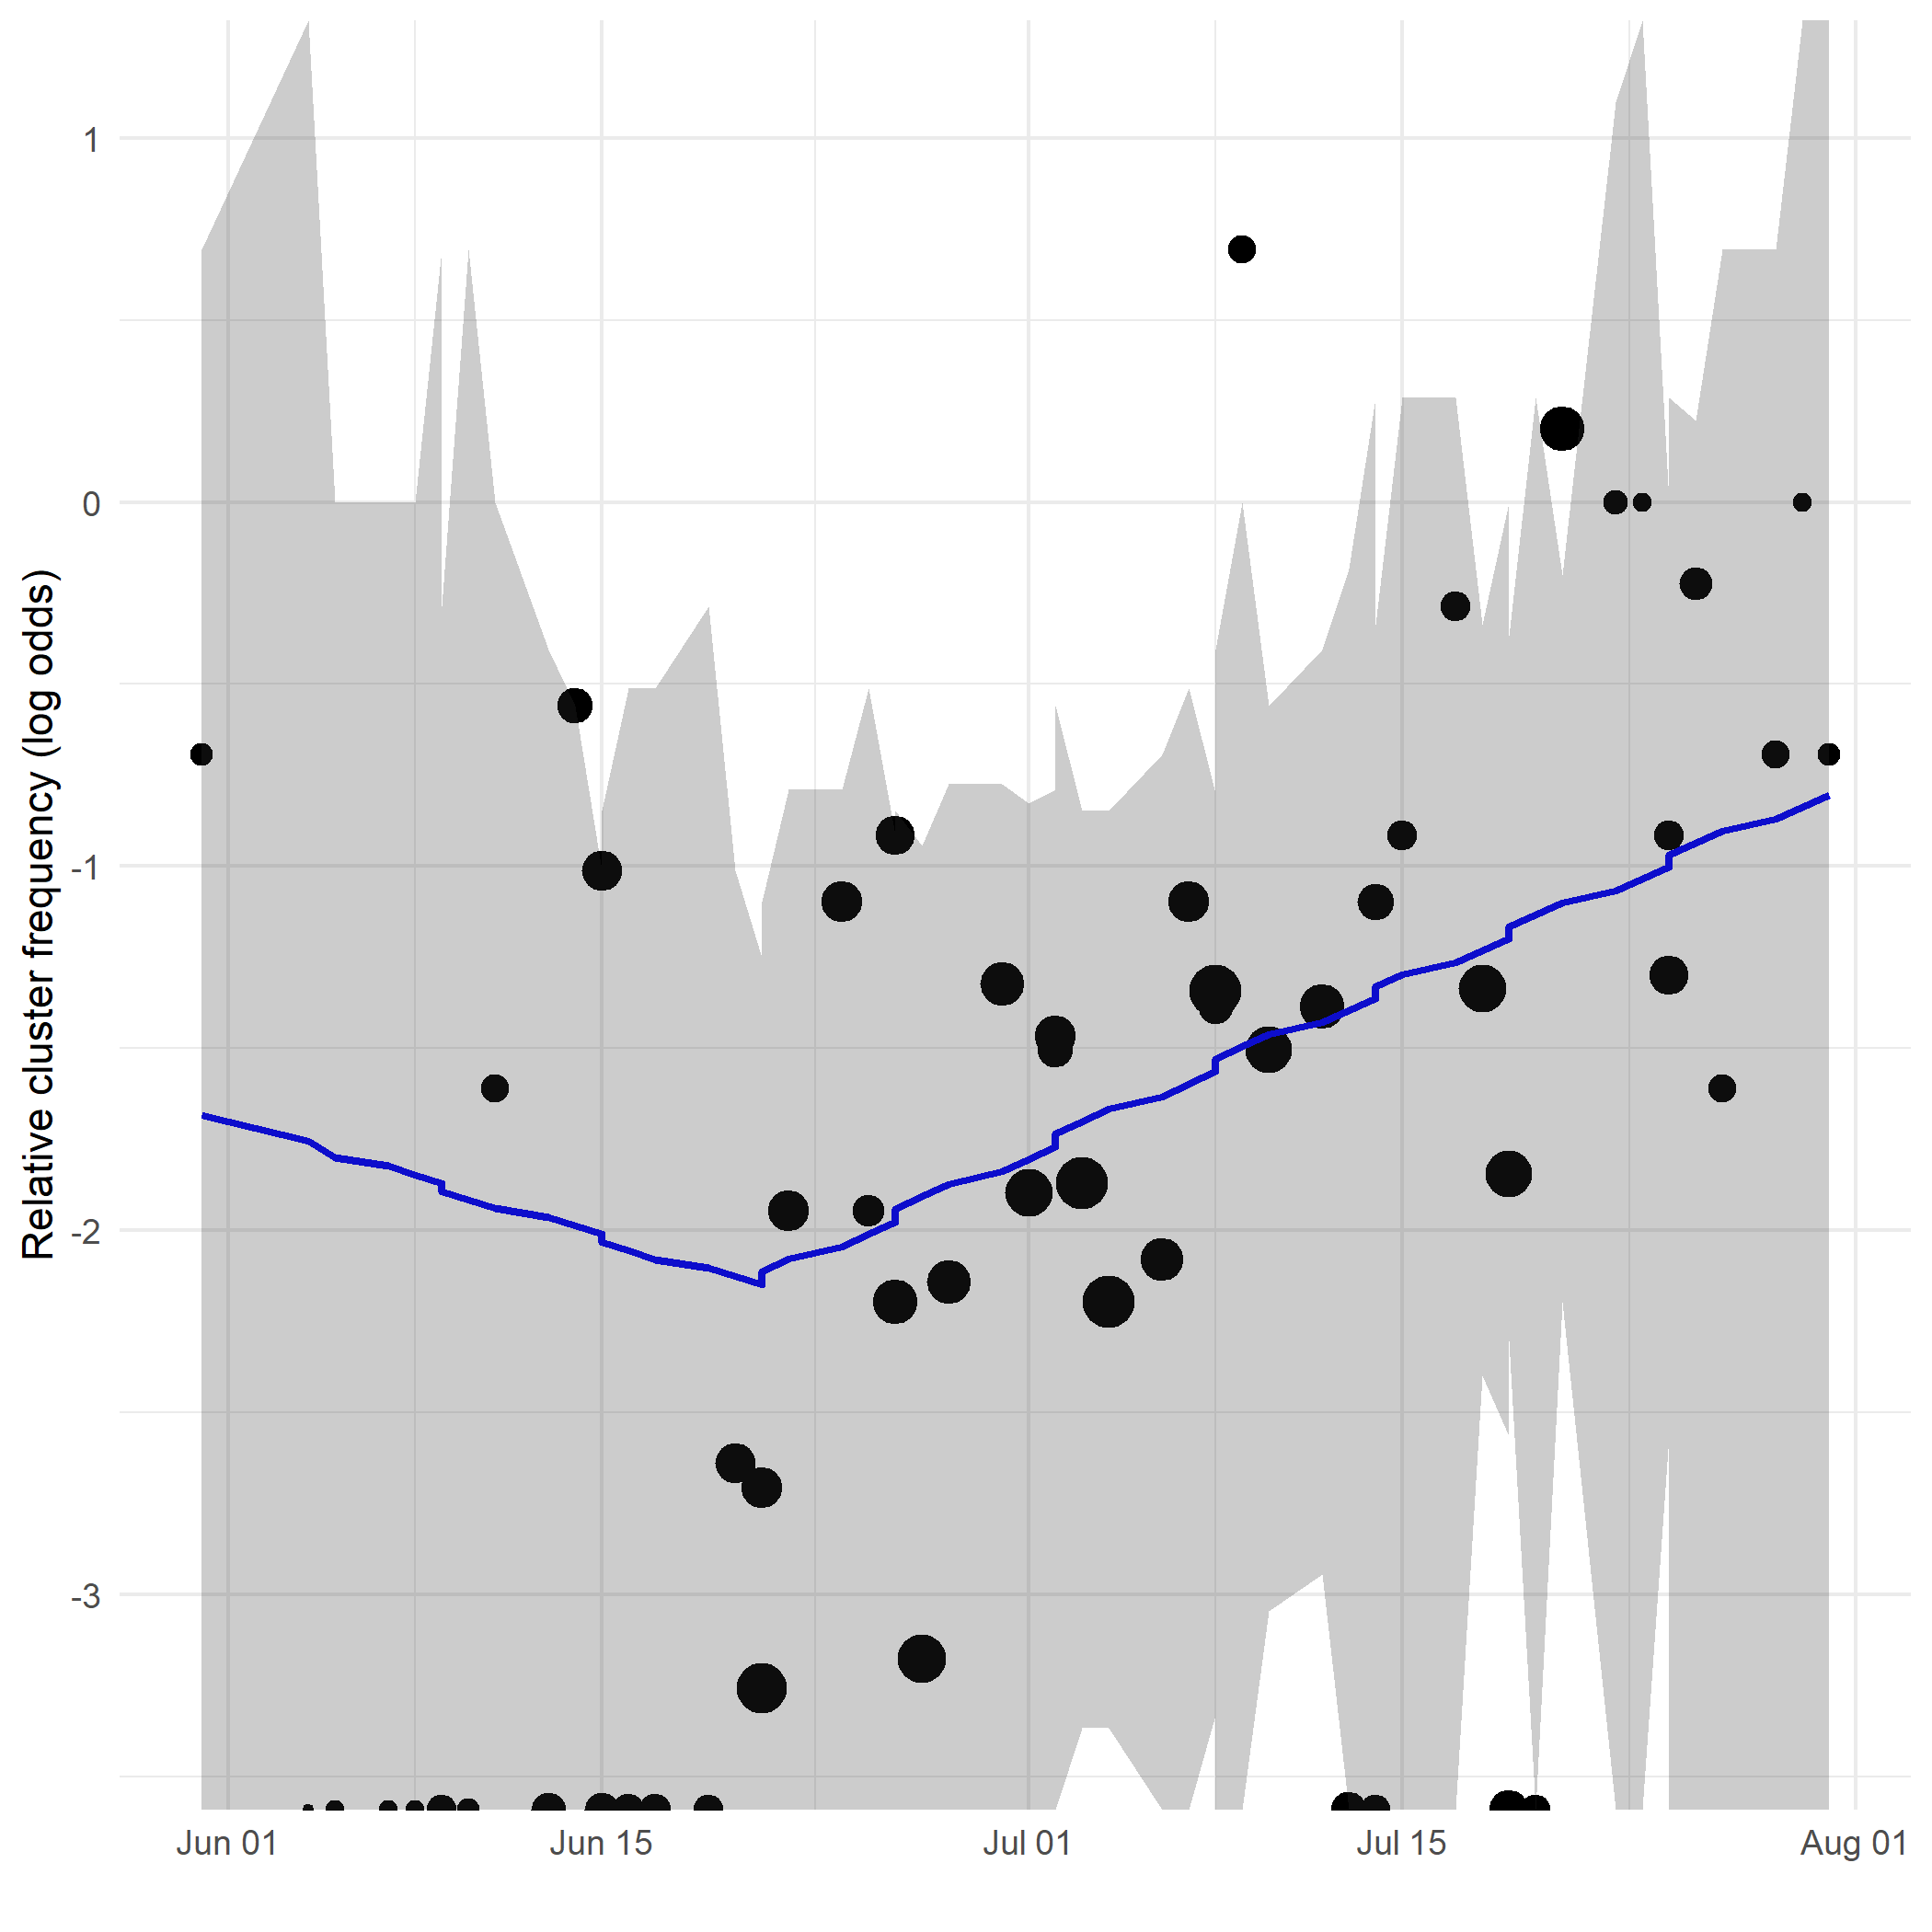 Relative cluster frequency (log odds)
1
0
-1
-2
-3
Jun 01
Jun 15
Jul 01
Jul 15
Aug 01